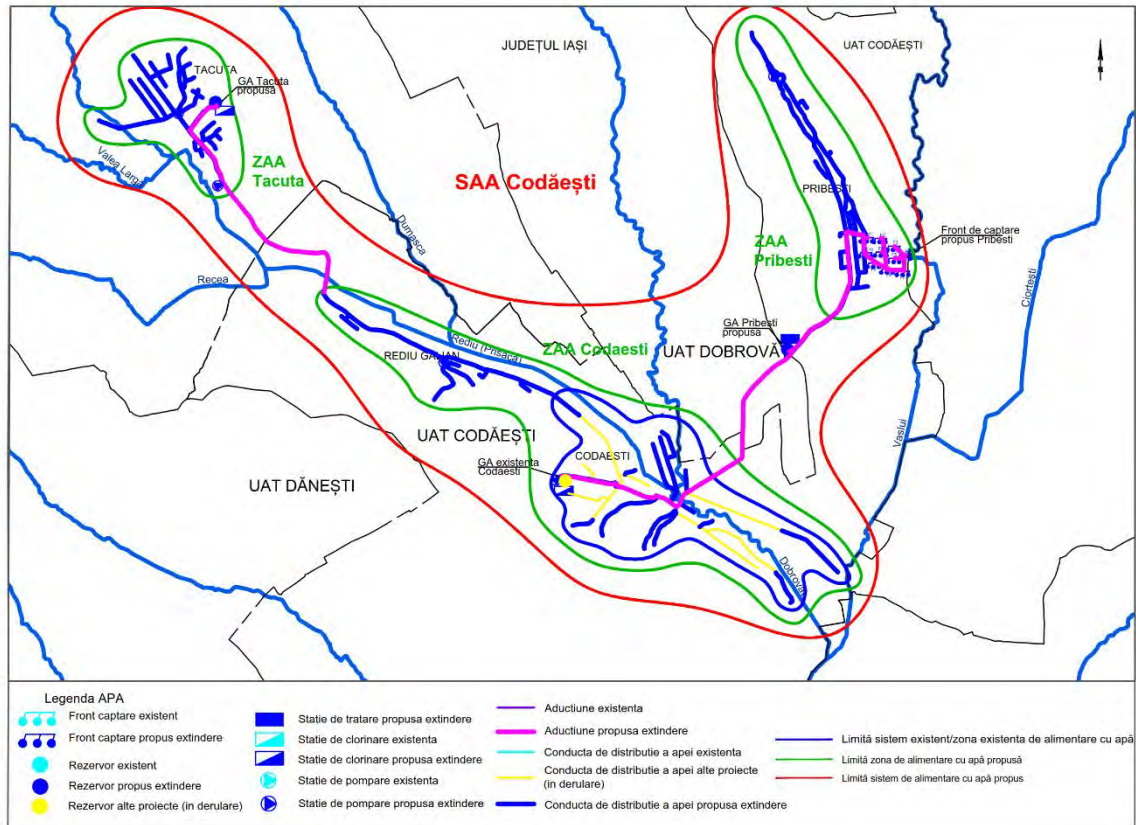 JUDEȚUL IAȘI
UAT CODĂEȘTI
TACUTA
GA Tacuta
propusa
N
Valea Larga
ZAA
Tacuta
SAA Codăești
PRIBESTI
Front de captare
propus Pribesti
Dumasca
ZAA
Pribesti
Recea
Ciortești
GA Pribesti
propusa
Rediu (Prisaca)
ZAA Codaesti
UAT DOBROVĂ
REDIU GALIAN
Vaslui
UAT CODĂEȘTI
CODAESTI
GA existenta
Codaesti
UAT DĂNEȘTI
Dobrovat
Legenda APA
Front captare existent
Front captare propus extindere
Rezervor existent
Rezervor propus extindere
Rezervor alte proiecte (in derulare)
Statie de tratare propusa extindere
Statie de clorinare existenta
Statie de clorinare propusa extindere
Statie de pompare existenta
Statie de pompare propusa extindere
Aductiune existenta
Aductiune propusa extindere
Conducta de distributie a apei existenta
Conducta de distributie a apei alte proiecte
(in derulare)
Conducta de distributie a apei propusa extindere
Limită sistem existent/zona existenta de alimentare cu apă
Limită zona de alimentare cu apă propusă
Limită sistem de alimentare cu apă propus